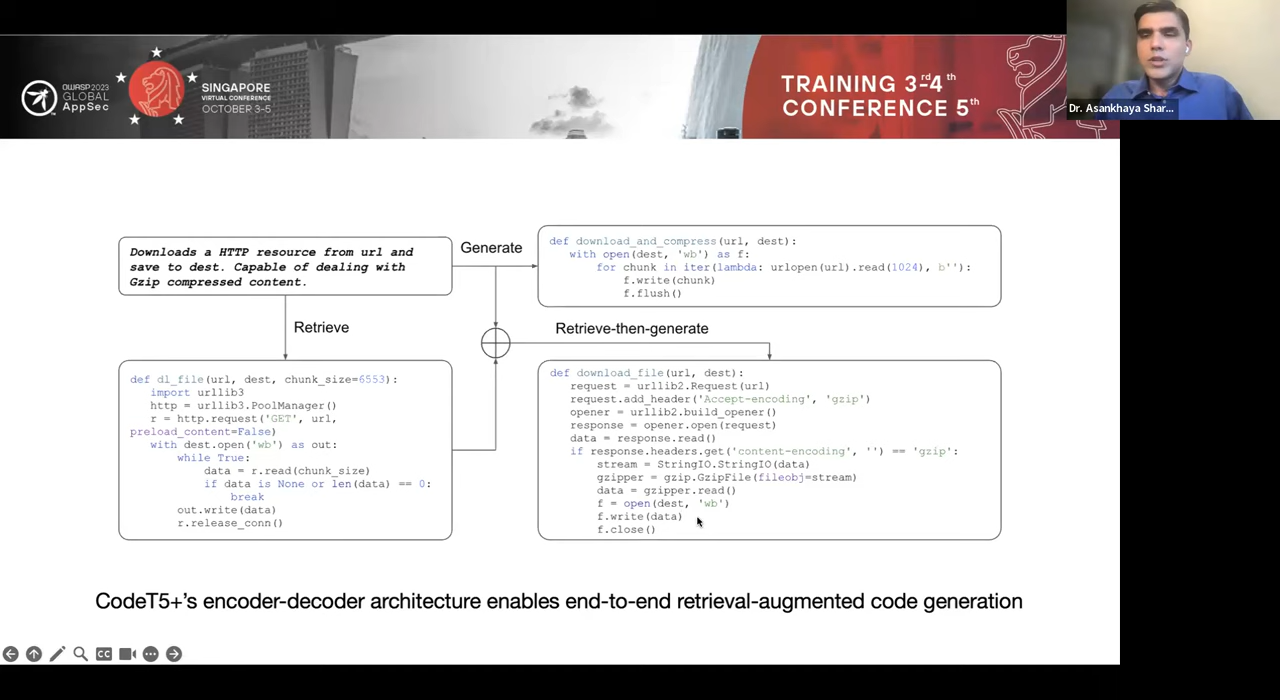 OWASP 2023
GLOBAL
AppSec
SINGAPORE
VIRTUAL CONFERENCE
OCTOBER 3-5
TRAINING 3rd-4th
CONFERENCE 5th
Dr. Asankhaya Shar...
Downloads a HTTP resource from url and
save to dest. Capable of dealing with
Gzip compressed content.
Generate
def download_and_compress(url, dest):
with open(dest, 'wb') as f:
for chunk in iter(lambda: urlopen(url).read(1024), b''):
f.write(chunk)
f.flush()
Retrieve
Retrieve-then-generate
def dl_file(url, dest, chunk_size=6553):
import urllib3
http = urllib3.PoolManager()
r = http.request('GET', url,
preload_content=False)
with dest.open('wb') as out:
while True:
data = r.read(chunk_size)
if data is None or len(data) == 0:
break
out.write(data)
r.release_conn()
def download_file(url, dest):
request = urllib2.Request(url)
request.add_header('Accept-encoding', 'gzip')
opener = urllib2.build_opener()
response = opener.open(request)
data = response.read()
if response.headers.get('content-encoding', '') == 'gzip':
stream = StringIO.StringIO(data)
gzipper = gzip.GzipFile(fileobj=stream)
data = gzipper.read()
f = open(dest, 'wb')
f.write(data)
f.close()
CodeT5+'s encoder-decoder architecture enables end-to-end retrieval-augmented code generation
CC